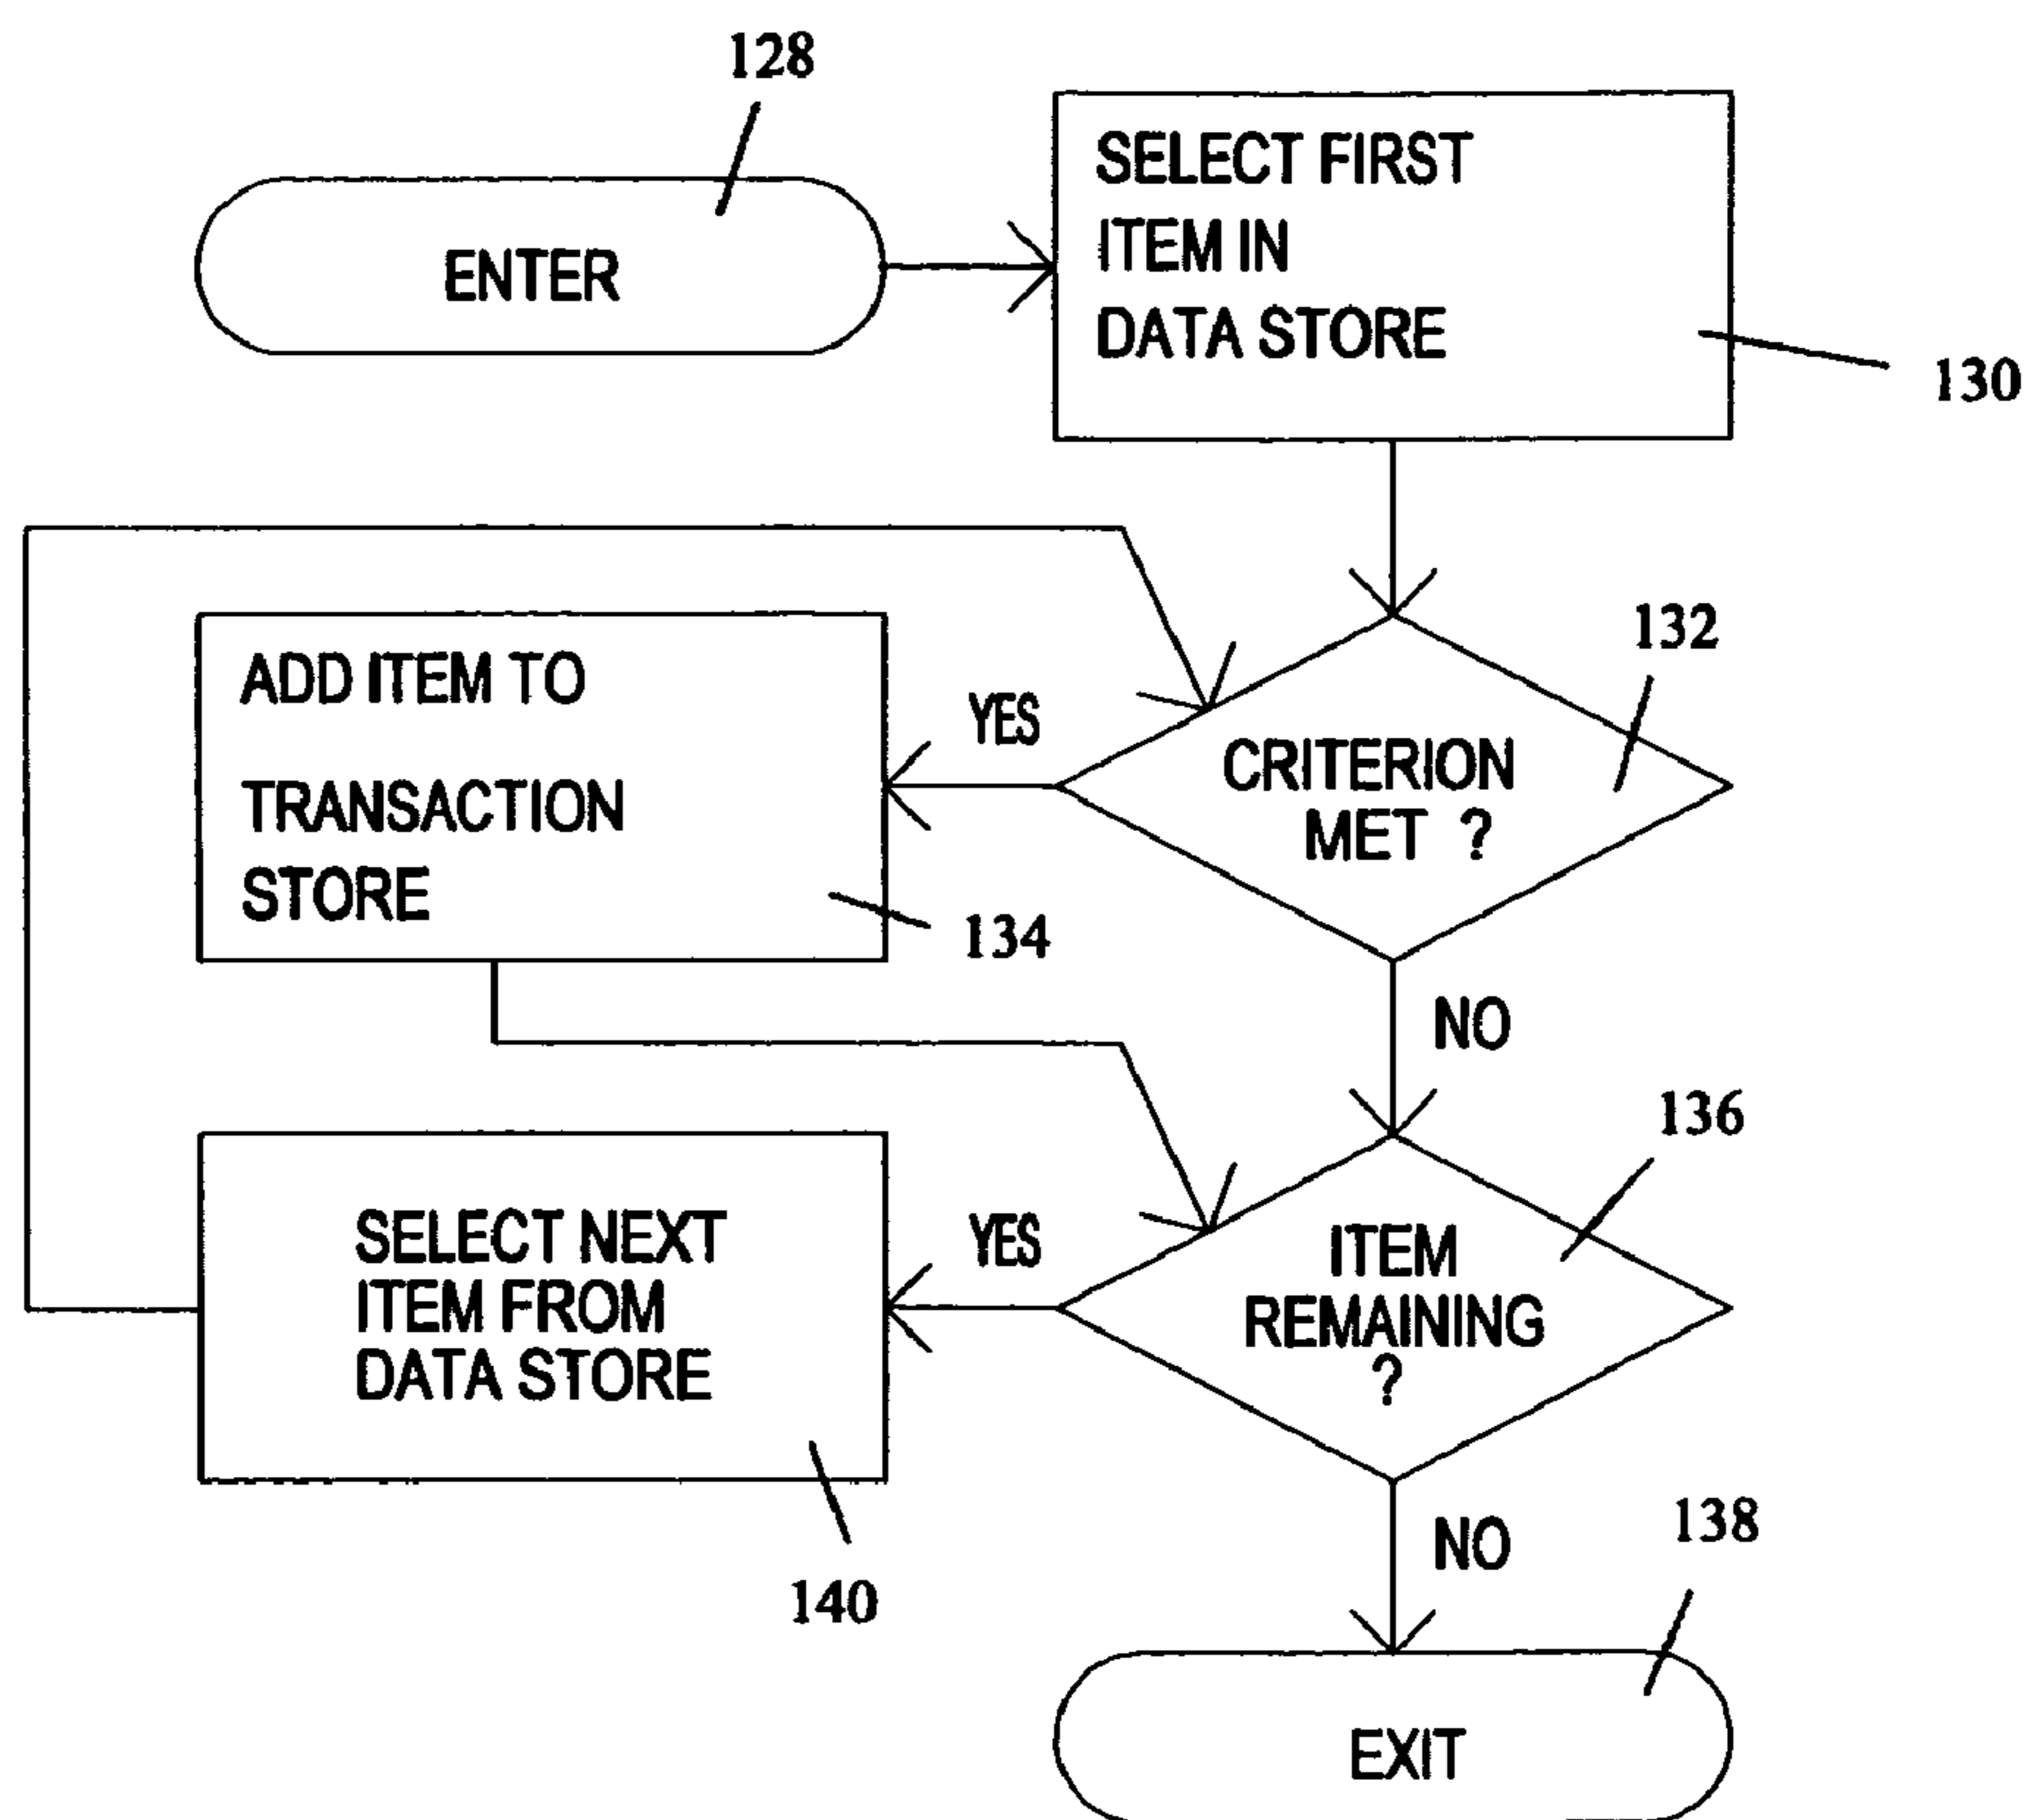 128
ENTER
SELECT FIRST
ITEM IN
DATA STORE
130
132
CRITERION
MET ?
YES
ADD ITEM TO
TRANSACTION
STORE
134
NO
136
ITEM
REMAINING
?
YES
SELECT NEXT
ITEM FROM
DATA STORE
140
NO
138
EXIT